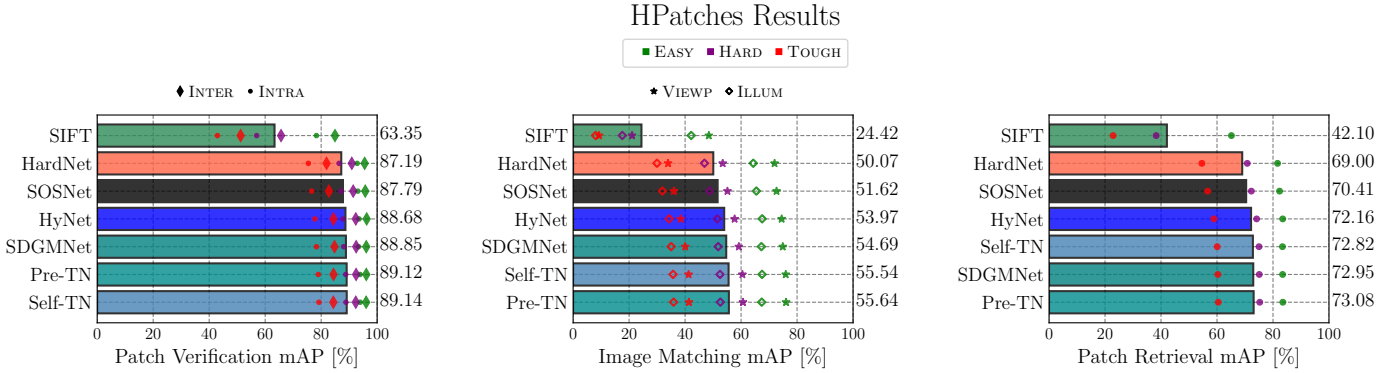 HPatches Results
EASY HARD TOUGH
INTER INTRA
SIFT 63.35
HardNet 87.19
SOSNet 87.79
HyNet 88.68
SDGMNet 88.85
Pre-TN 89.12
Self-TN 89.14
0 20 40 60 80 100
Patch Verification mAP [%]
VIEWP ILLUM
SIFT 24.42
HardNet 50.07
SOSNet 51.62
HyNet 53.97
SDGMNet 54.69
Self-TN 55.54
Pre-TN 55.64
0 20 40 60 80 100
Image Matching mAP [%]
SIFT 42.10
HardNet 69.00
SOSNet 70.41
HyNet 72.16
Self-TN 72.82
SDGMNet 72.95
Pre-TN 73.08
0 20 40 60 80 100
Patch Retrieval mAP [%]